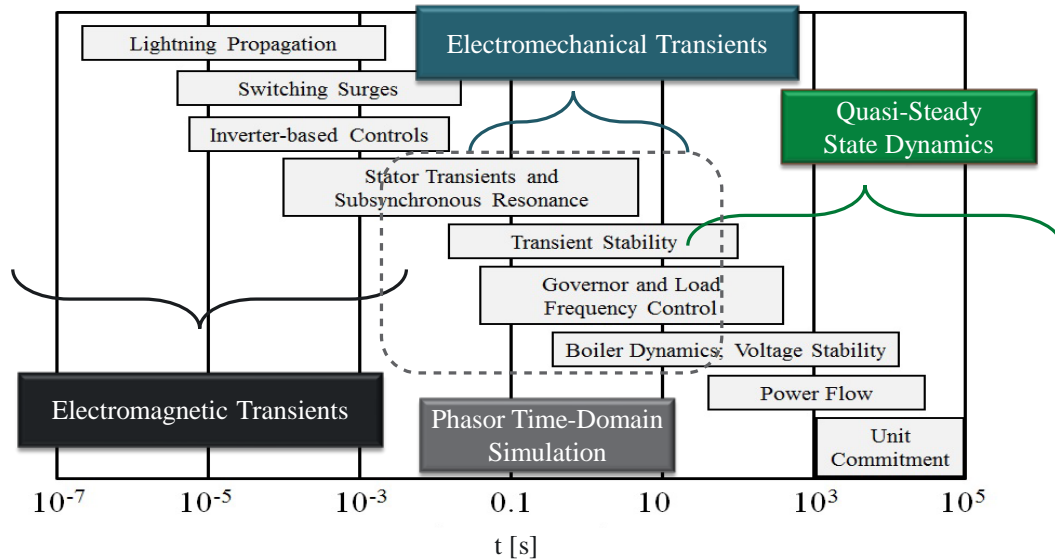 Lightning Propagation
Electromechanical Transients
Switching Surges
Quasi-Steady
State Dynamics
Inverter-based Controls
Stator Transients and
Subsynchronous Resonance
Transient Stability
Governor and Load
Frequency Control
Boiler Dynamics; Voltage Stability
Electromagnetic Transients
Power Flow
Phasor Time-Domain
Simulation
Unit
Commitment
10⁻⁷ 10⁻⁵ 10⁻³ 0.1 10 10³ 10⁵
t [s]